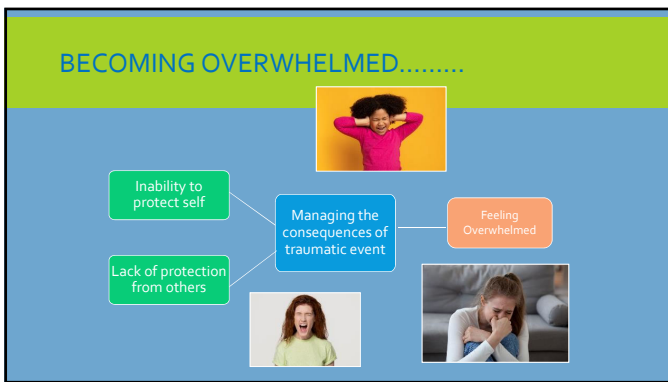 BECOMING OVERWHELMED.........
Inability to
protect self
Managing the
consequences of
traumatic event
Feeling
Overwhelmed
Lack of protection
from others